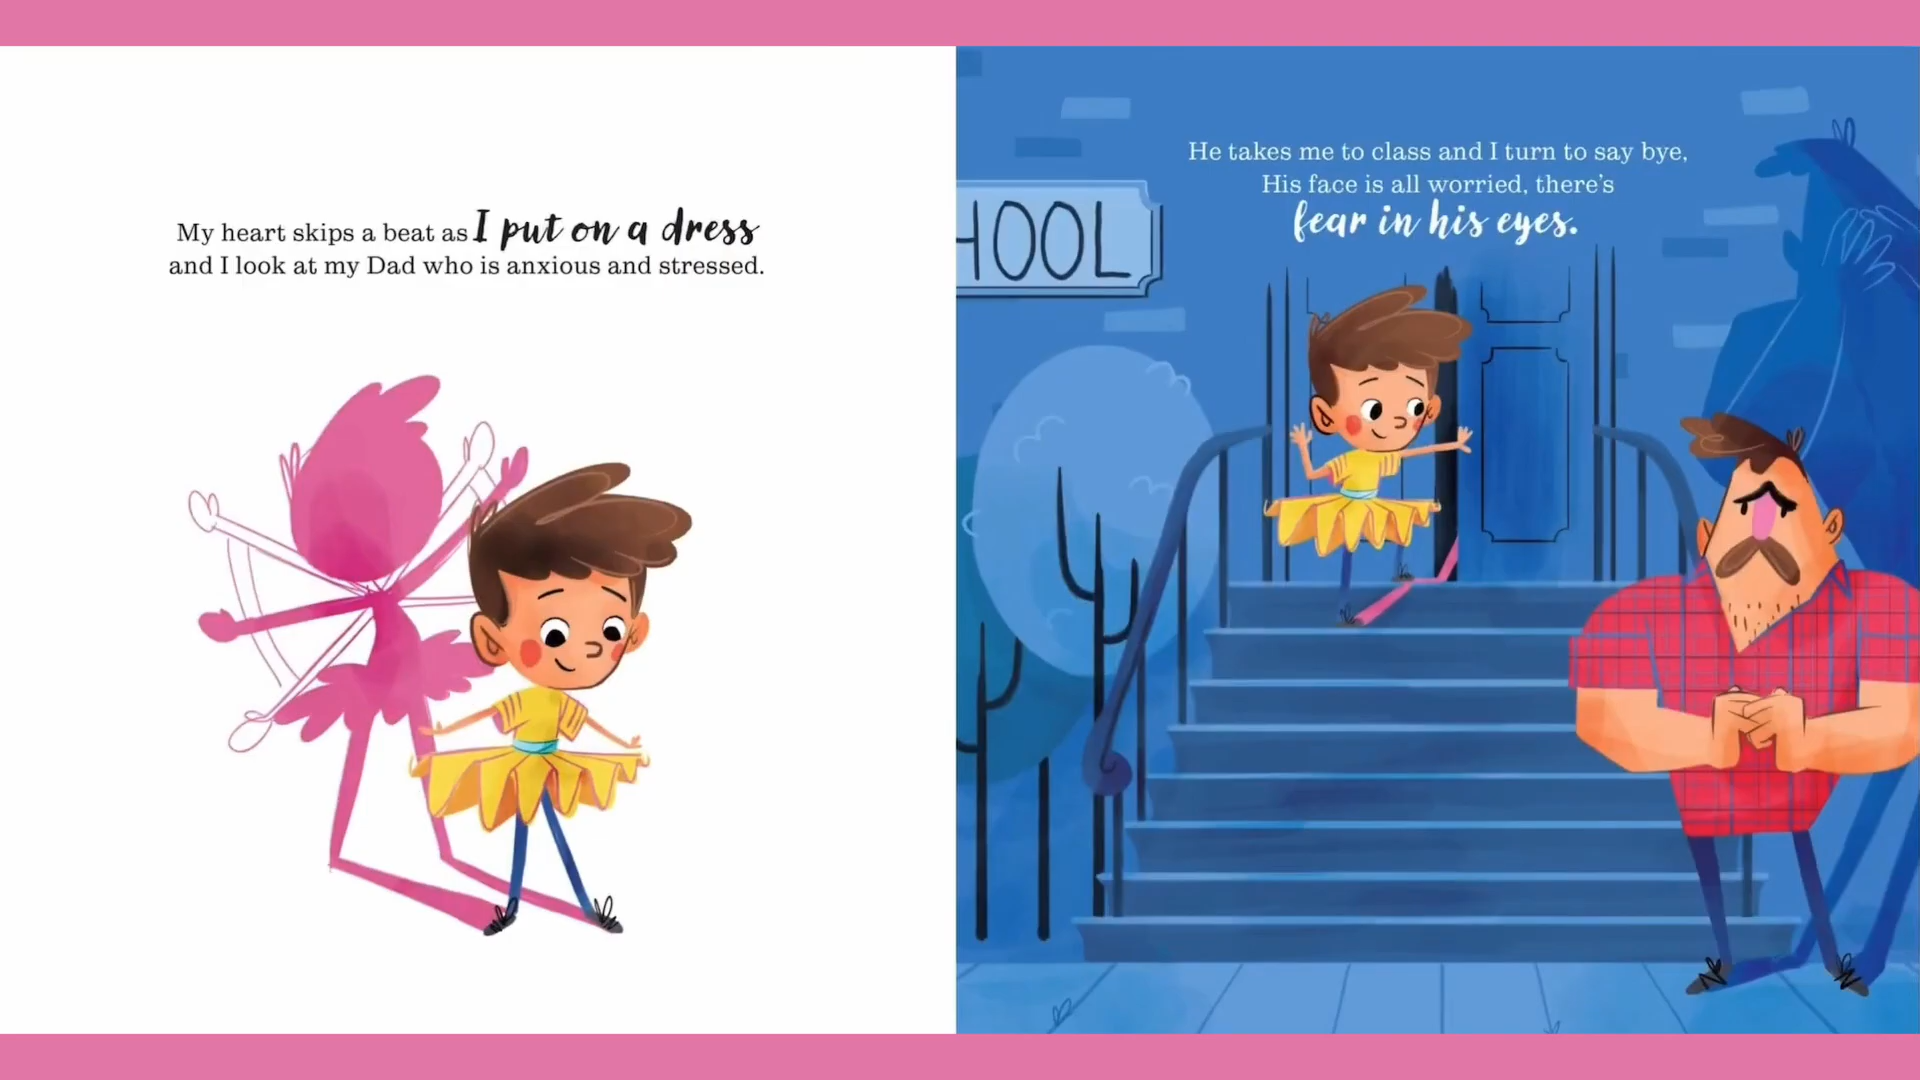 My heart skips a beat as I put on a dress
and I look at my Dad who is anxious and stressed.
He takes me to class and I turn to say bye,
His face is all worried, there's
fear in his eyes.
HOOL